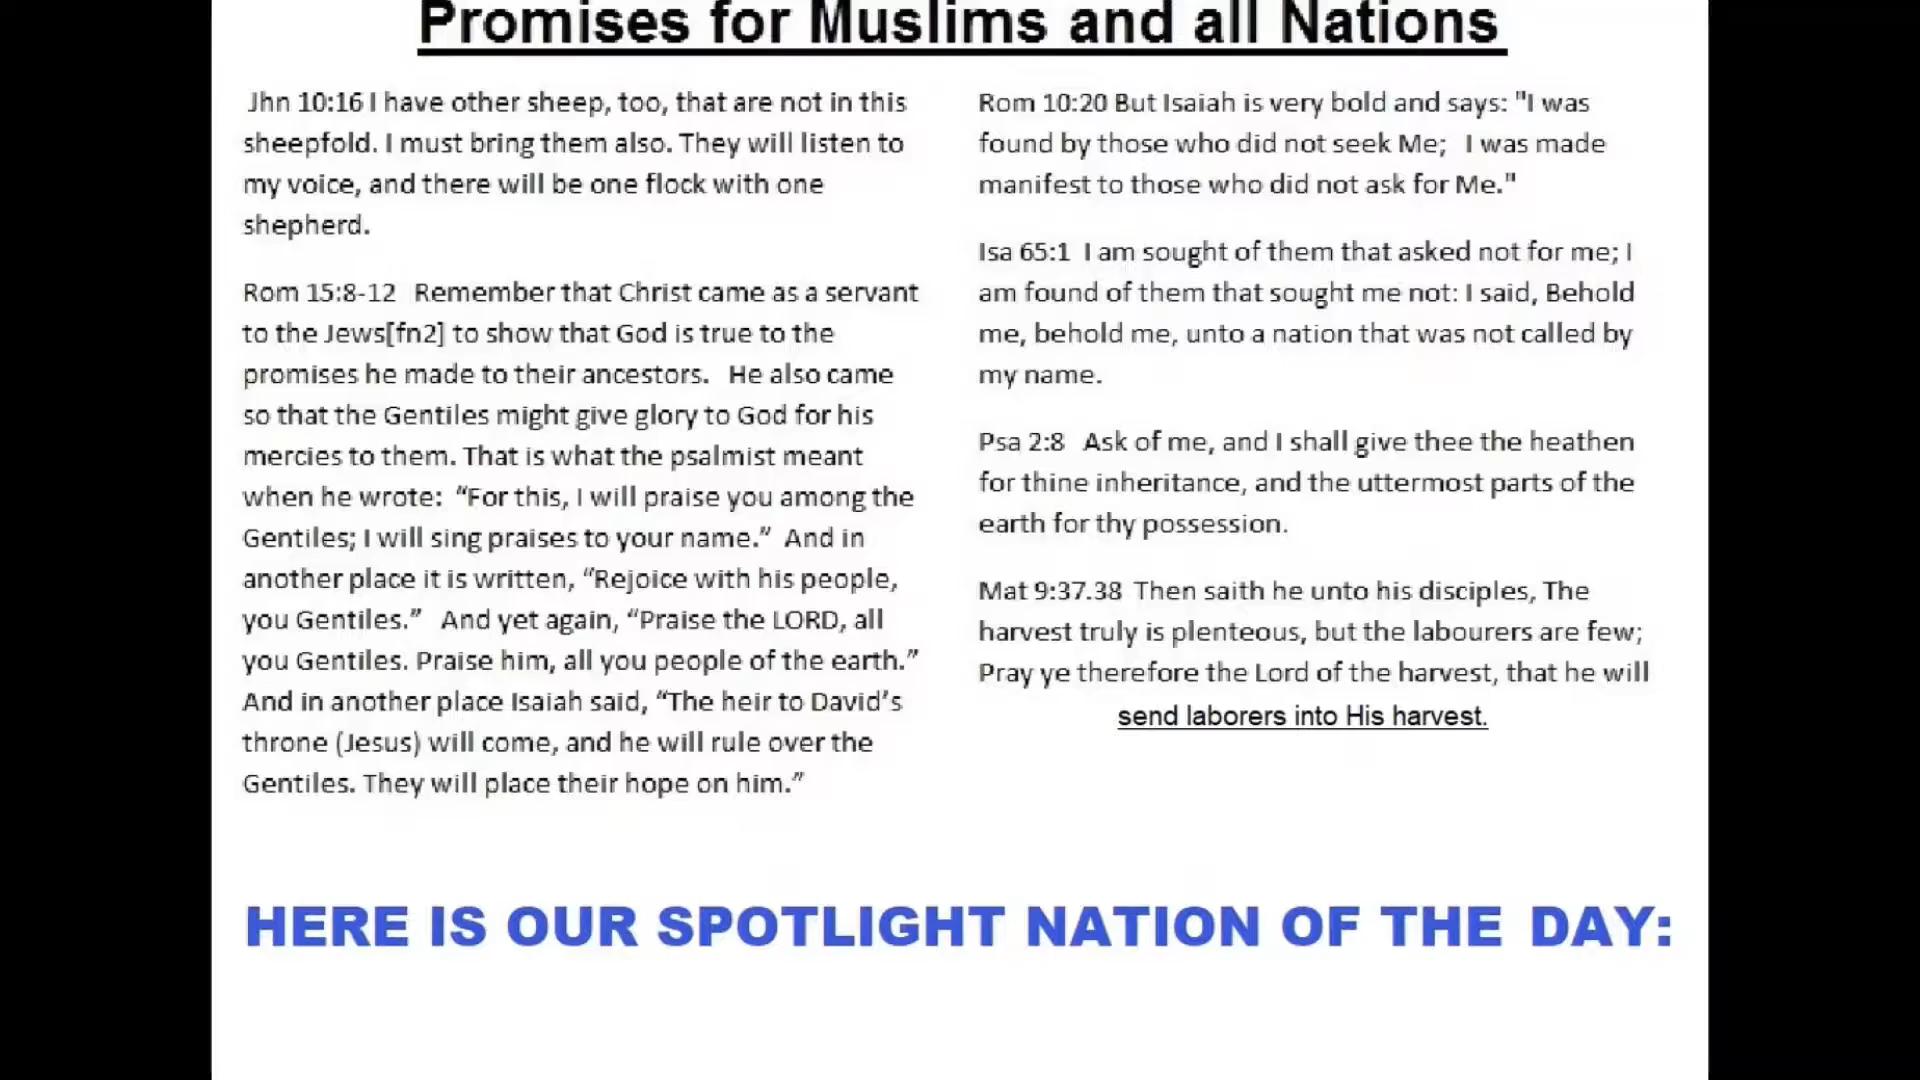 Promises for Muslims and all Nations
Jhn 10:16 I have other sheep, too, that are not in this
sheepfold. I must bring them also. They will listen to
my voice, and there will be one flock with one
shepherd.
Rom 15:8-12 Remember that Christ came as a servant
to the Jews[fn2] to show that God is true to the
promises he made to their ancestors. He also came
so that the Gentiles might give glory to God for his
mercies to them. That is what the psalmist meant
when he wrote: “For this, I will praise you among the
Gentiles; I will sing praises to your name.” And in
another place it is written, “Rejoice with his people,
you Gentiles.” And yet again, “Praise the LORD, all
you Gentiles. Praise him, all you people of the earth.”
And in another place Isaiah said, “The heir to David’s
throne (Jesus) will come, and he will rule over the
Gentiles. They will place their hope on him.”
Rom 10:20 But Isaiah is very bold and says: "I was
found by those who did not seek Me; I was made
manifest to those who did not ask for Me."
Isa 65:1 I am sought of them that asked not for me; I
am found of them that sought me not: I said, Behold
me, behold me, unto a nation that was not called by
my name.
Psa 2:8 Ask of me, and I shall give thee the heathen
for thine inheritance, and the uttermost parts of the
earth for thy possession.
Mat 9:37.38 Then saith he unto his disciples, The
harvest truly is plenteous, but the labourers are few;
Pray ye therefore the Lord of the harvest, that he will
send laborers into His harvest.
HERE IS OUR SPOTLIGHT NATION OF THE DAY: